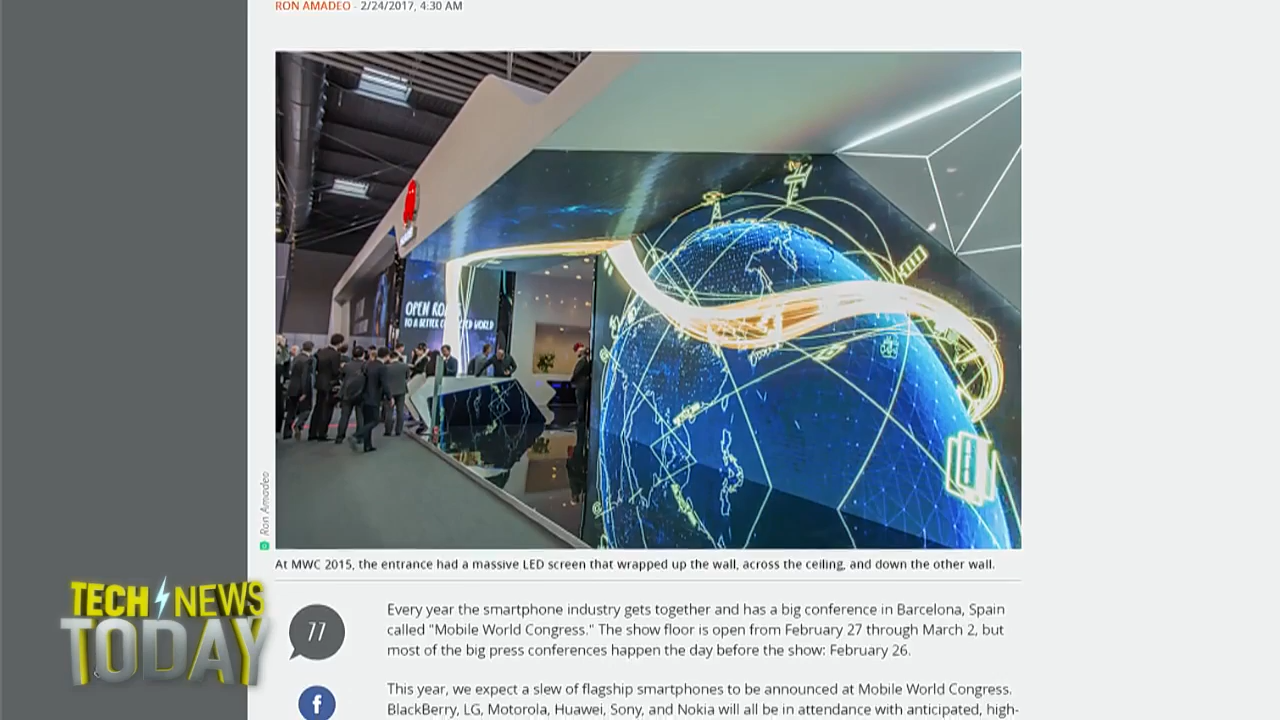 RON AMADEO - 2/24/2017, 4:30 AM
OPEN
TO A BETTER CONNECTED WORLD
Ron Amadeo
At MWC 2015, the entrance had a massive LED screen that wrapped up the wall, across the ceiling, and down the other wall.
77
Every year the smartphone industry gets together and has a big conference in Barcelona, Spain
called "Mobile World Congress." The show floor is open from February 27 through March 2, but
most of the big press conferences happen the day before the show: February 26.
f
This year, we expect a slew of flagship smartphones to be announced at Mobile World Congress.
BlackBerry, LG, Motorola, Huawei, Sony, and Nokia will all be in attendance with anticipated, high-
TECH NEWS
TODAY